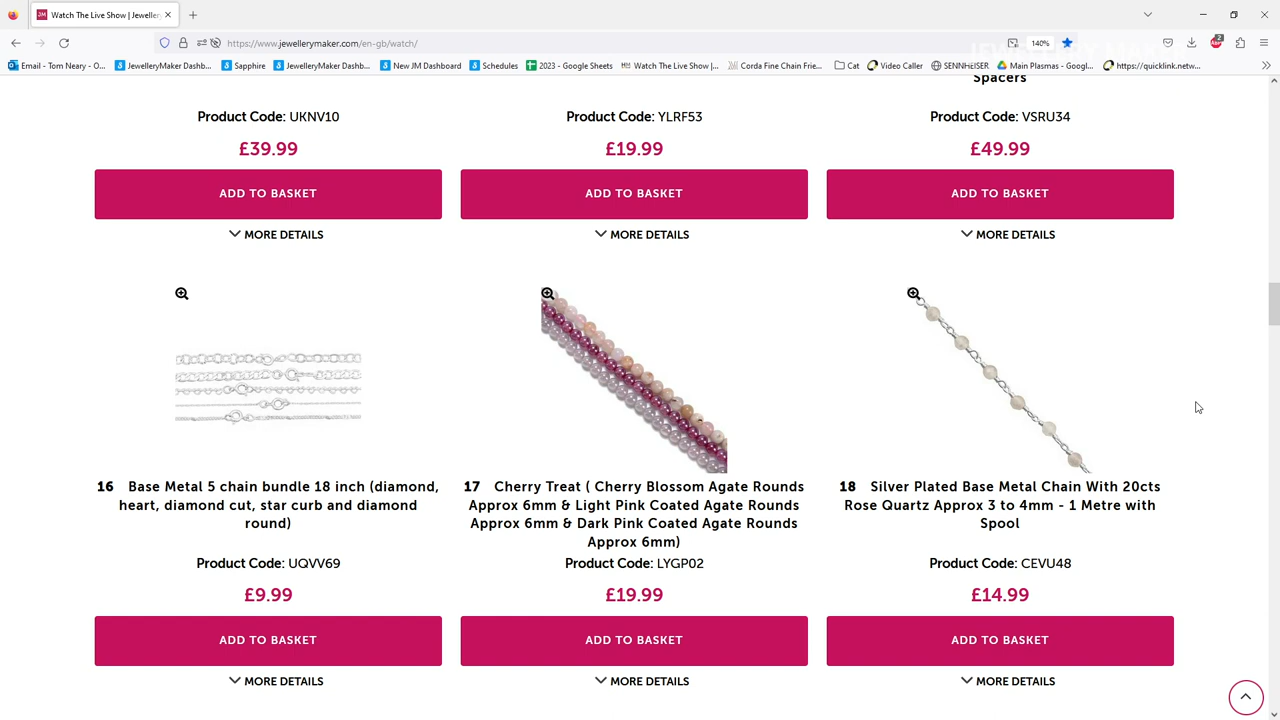 Watch The Live Show | Jeweller
https://www.jewellerymaker.com/en-gb/watch/
140%
2
Email - Tom Neary - O...
JewelleryMaker Dashb...
Sapphire
JewelleryMaker Dashb...
New JM Dashboard
Schedules
2023 - Google Sheets
Watch The Live Show |...
Corda Fine Chain Frie...
Cat
Video Caller
SENNHEISER
Main Plasmas - Googl...
https://quicklink.netw...
Spacers
Product Code: UKNV10
Product Code: YLRF53
Product Code: VSRU34
£39.99
£19.99
£49.99
ADD TO BASKET
ADD TO BASKET
ADD TO BASKET
MORE DETAILS
MORE DETAILS
MORE DETAILS
16 Base Metal 5 chain bundle 18 inch (diamond,
heart, diamond cut, star curb and diamond
round)
Product Code: UQVV69
£9.99
ADD TO BASKET
MORE DETAILS
17 Cherry Treat ( Cherry Blossom Agate Rounds
Approx 6mm & Light Pink Coated Agate Rounds
Approx 6mm & Dark Pink Coated Agate Rounds
Approx 6mm)
Product Code: LYGP02
£19.99
ADD TO BASKET
MORE DETAILS
18 Silver Plated Base Metal Chain With 20cts
Rose Quartz Approx 3 to 4mm - 1 Metre with
Spool
Product Code: CEVU48
£14.99
ADD TO BASKET
MORE DETAILS